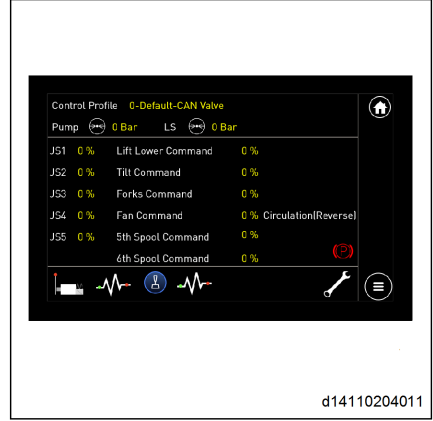 Control Profile 0-Default-CAN Valve
Pump 0 Bar LS 0 Bar
JS1 0 % Lift Lower Command 0 %
JS2 0 % Tilt Command 0 %
JS3 0 % Forks Command 0 %
JS4 0 % Fan Command 0 % Circulation(Reverse)
JS5 0 % 5th Spool Command 0 %
6th Spool Command 0 %
d14110204011